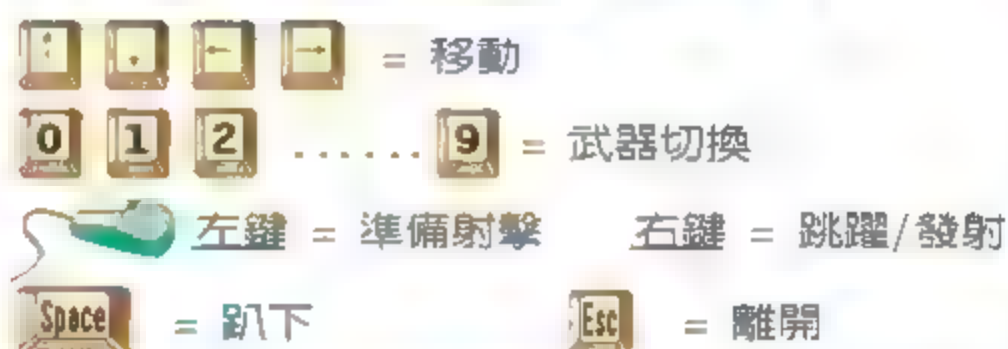 ← → = 移動
0 1 2 ...... 9 = 武器切換
左鍵 = 準備射擊 右鍵 = 跳躍/發射
Space = 趴下 Esc = 離開